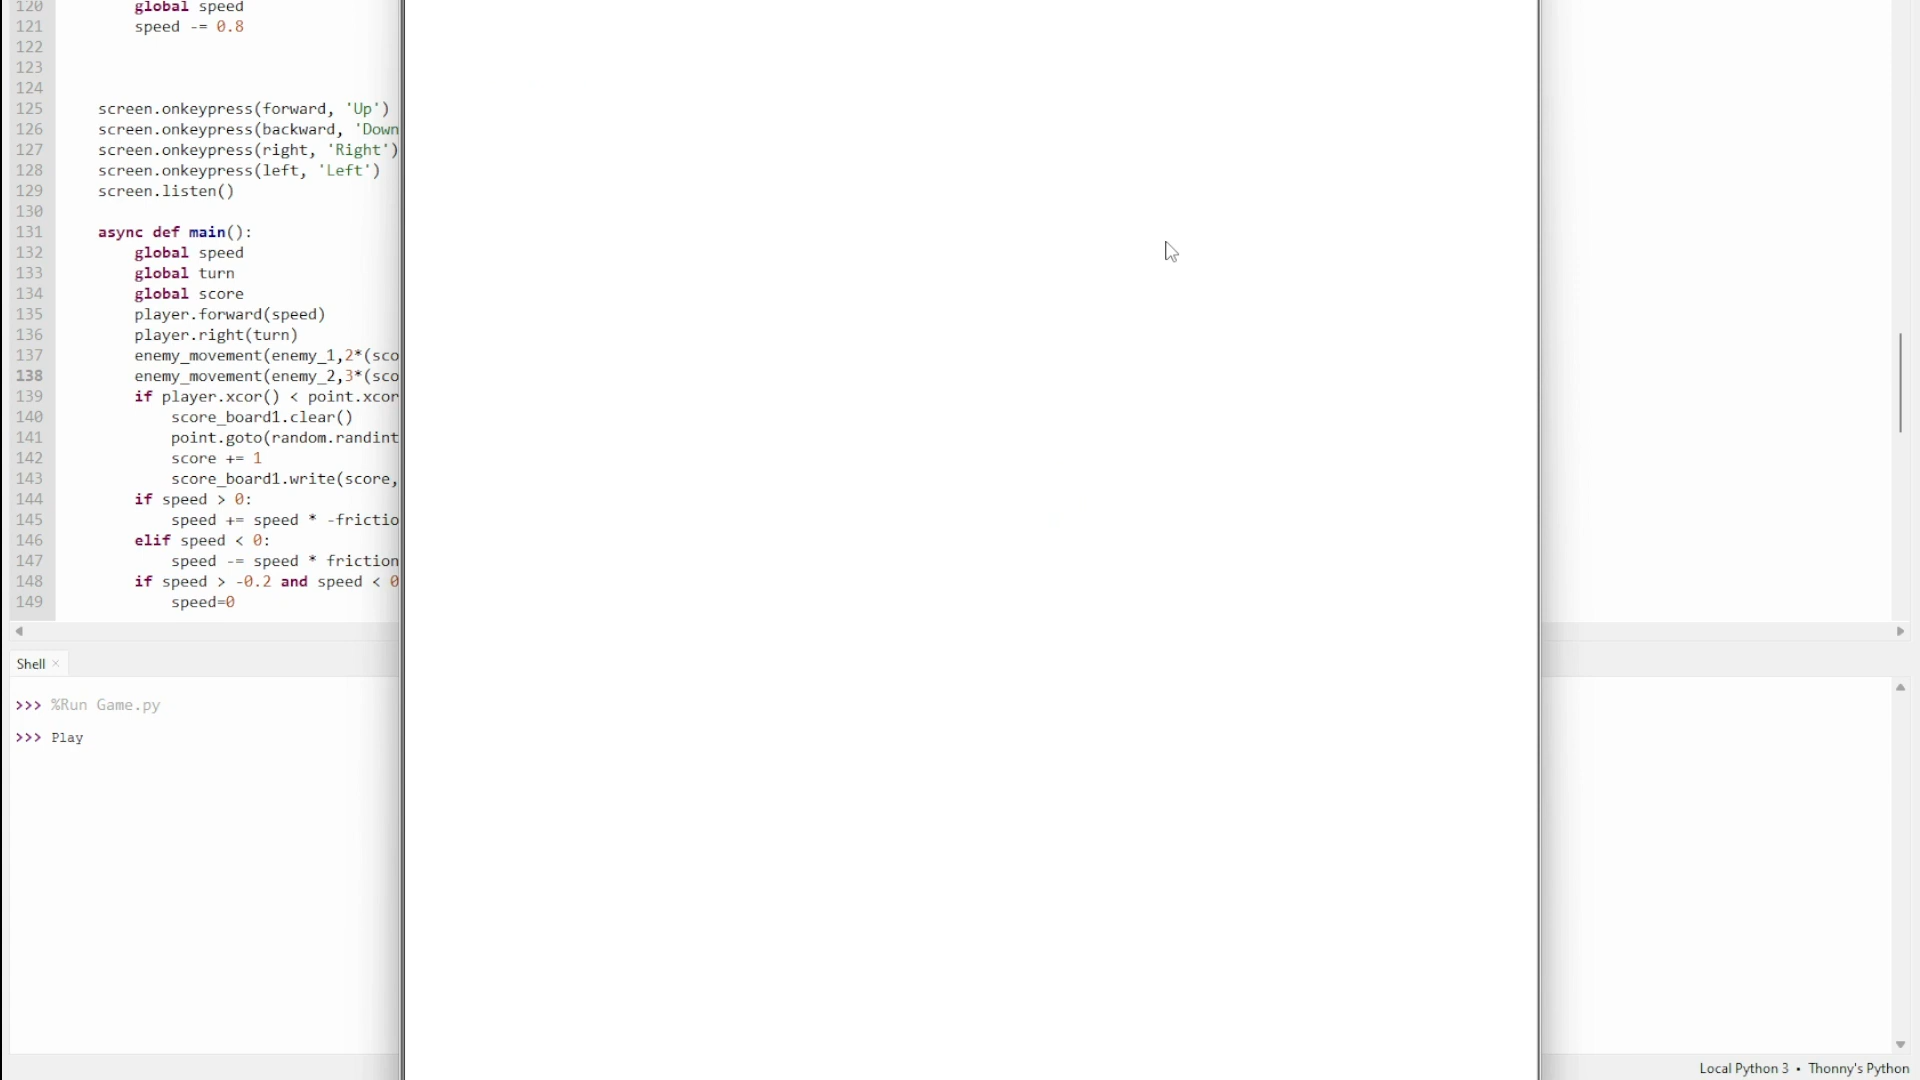 120 global speed
121 speed -= 0.8
122
123
124
125 screen.onkeypress(forward, 'Up')
126 screen.onkeypress(backward, 'Down
127 screen.onkeypress(right, 'Right')
128 screen.onkeypress(left, 'Left')
129 screen.listen()
130
131 async def main():
132 global speed
133 global turn
134 global score
135 player.forward(speed)
136 player.right(turn)
137 enemy_movement(enemy_1,2*(sco
138 enemy_movement(enemy_2,3*(sco
139 if player.xcor() < point.xcor
140 score_board1.clear()
141 point.goto(random.randint
142 score += 1
143 score_board1.write(score,
144 if speed > 0:
145 speed += speed * -frictio
146 elif speed < 0:
147 speed -= speed * friction
148 if speed > -0.2 and speed < 0
149 speed=0
Shell ×
>>> %Run Game.py
>>> Play
Local Python 3 • Thonny's Python